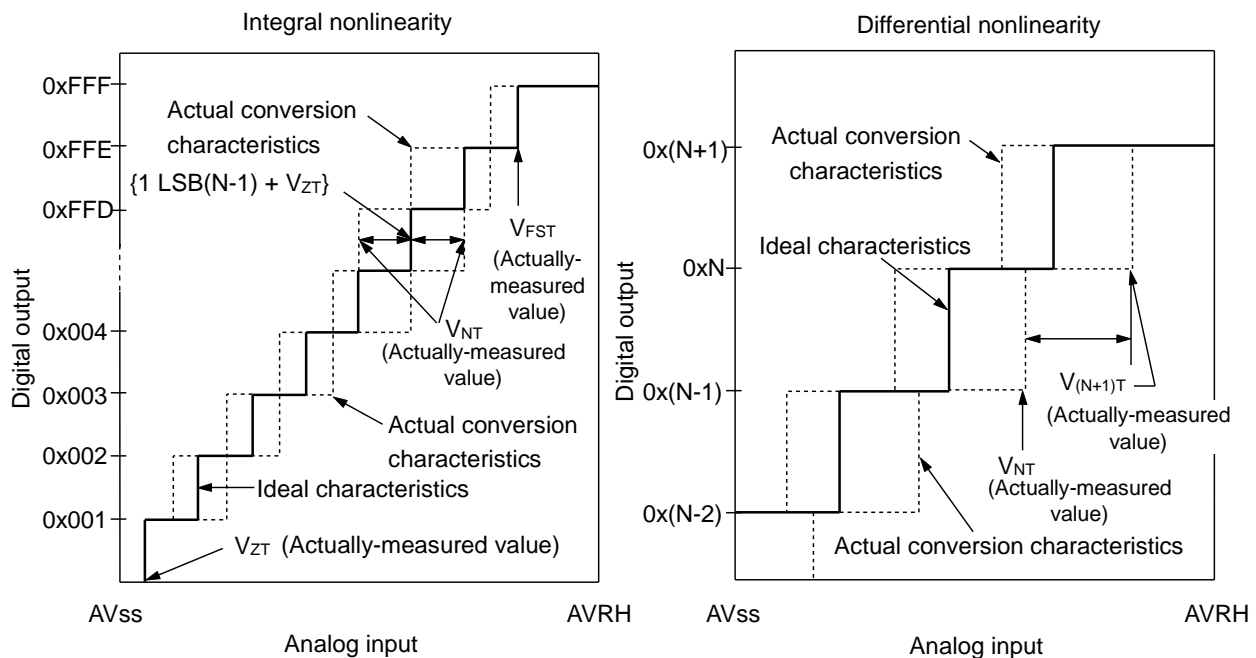 Integral nonlinearity
0xFFF
0xFFE
0xFFD
0x004
0x003
0x002
0x001
Digital output
Actual conversion
characteristics
{1 LSB(N-1) + VZT}
VFST
(Actually-
measured
value)
VNT
(Actually-measured
value)
Actual conversion
characteristics
Ideal characteristics
VZT (Actually-measured value)
AVss
AVRH
Analog input
Differential nonlinearity
0x(N+1)
0xN
0x(N-1)
0x(N-2)
Digital output
Actual conversion
characteristics
Ideal characteristics
V(N+1)T
(Actually-measured
value)
VNT
(Actually-measured
value)
Actual conversion characteristics
AVss
AVRH
Analog input